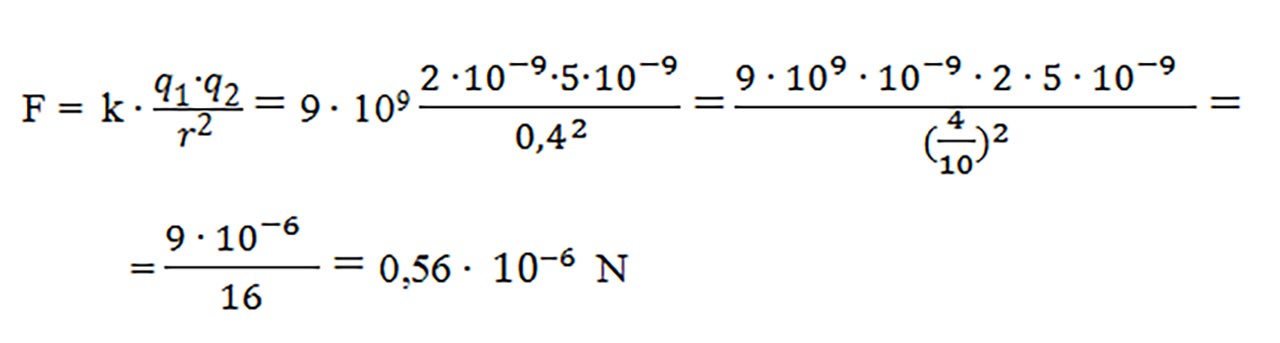 F = k · q₁·q₂/r² = 9 · 10⁹ 2 ·10⁻⁹·5·10⁻⁹/0,4² = 9 · 10⁹ · 10⁻⁹ · 2 · 5 · 10⁻⁹/(4/10)² =
= 9 · 10⁻⁶/16 = 0,56 · 10⁻⁶ N